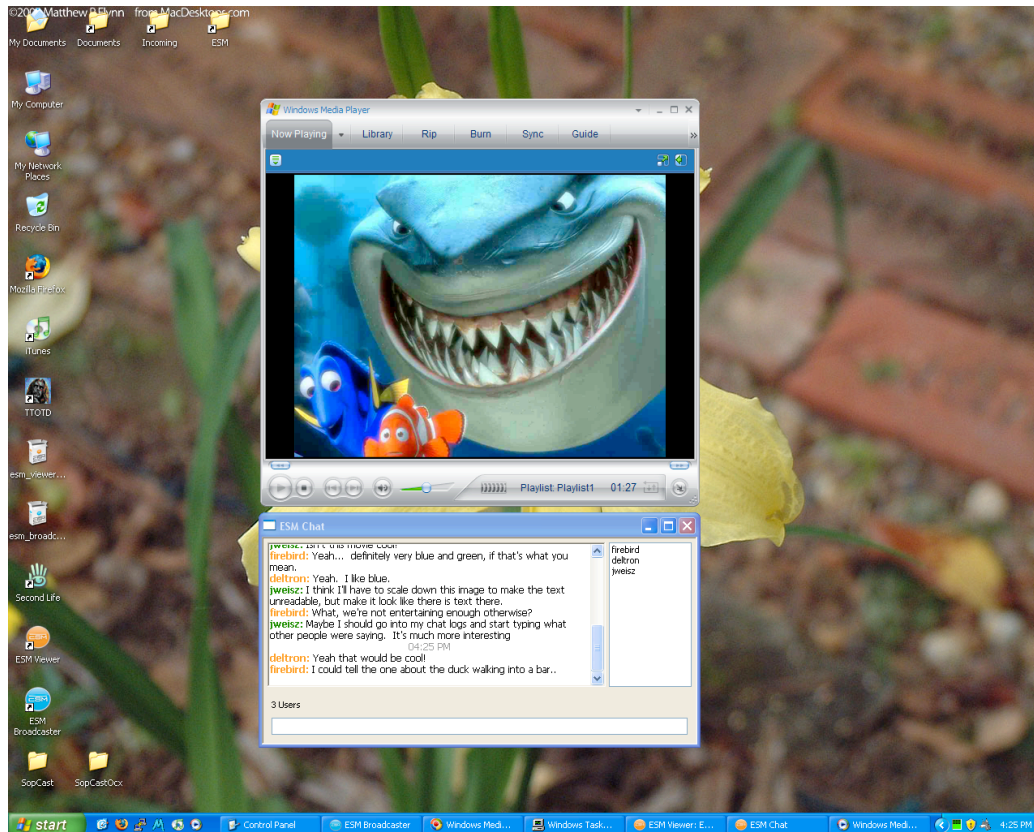 ©2002 Matthew P Flynn from MacDesktops.com
My Documents
Documents
Incoming
ESM
My Computer
My Network
Places
Recycle Bin
Mozilla Firefox
iTunes
TTOTD
esm_viewer...
esm_broadc...
Second Life
ESM Viewer
ESM
Broadcaster
SopCast
SopCastOcx
Windows Media Player
Now Playing Library Rip Burn Sync Guide »
Playlist: Playlist1 01:27
ESM Chat
jweisz: Isn't this movie cool!
firebird: Yeah... definitely very blue and green, if that's what you
mean.
deltron: Yeah. I like blue.
jweisz: I think I'll have to scale down this image to make the text
unreadable, but make it look like there is text there.
firebird: What, we're not entertaining enough otherwise?
jweisz: Maybe I should go into my chat logs and start typing what
other people were saying. It's much more interesting
04:25 PM
deltron: Yeah that would be cool!
firebird: I could tell the one about the duck walking into a bar..
firebird
deltron
jweisz
3 Users
start
Control Panel
ESM Broadcaster
Windows Medi...
Windows Task...
ESM Viewer: E...
ESM Chat
Windows Medi...
4:25 PM